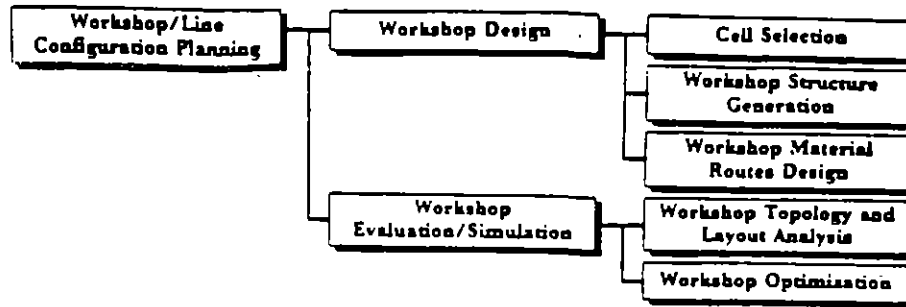 Workshop/Line
Configuration Planning
Workshop Design
Cell Selection
Workshop Structure
Generation
Workshop Material
Routes Design
Workshop
Evaluation/Simulation
Workshop Topology and
Layout Analysis
Workshop Optimization